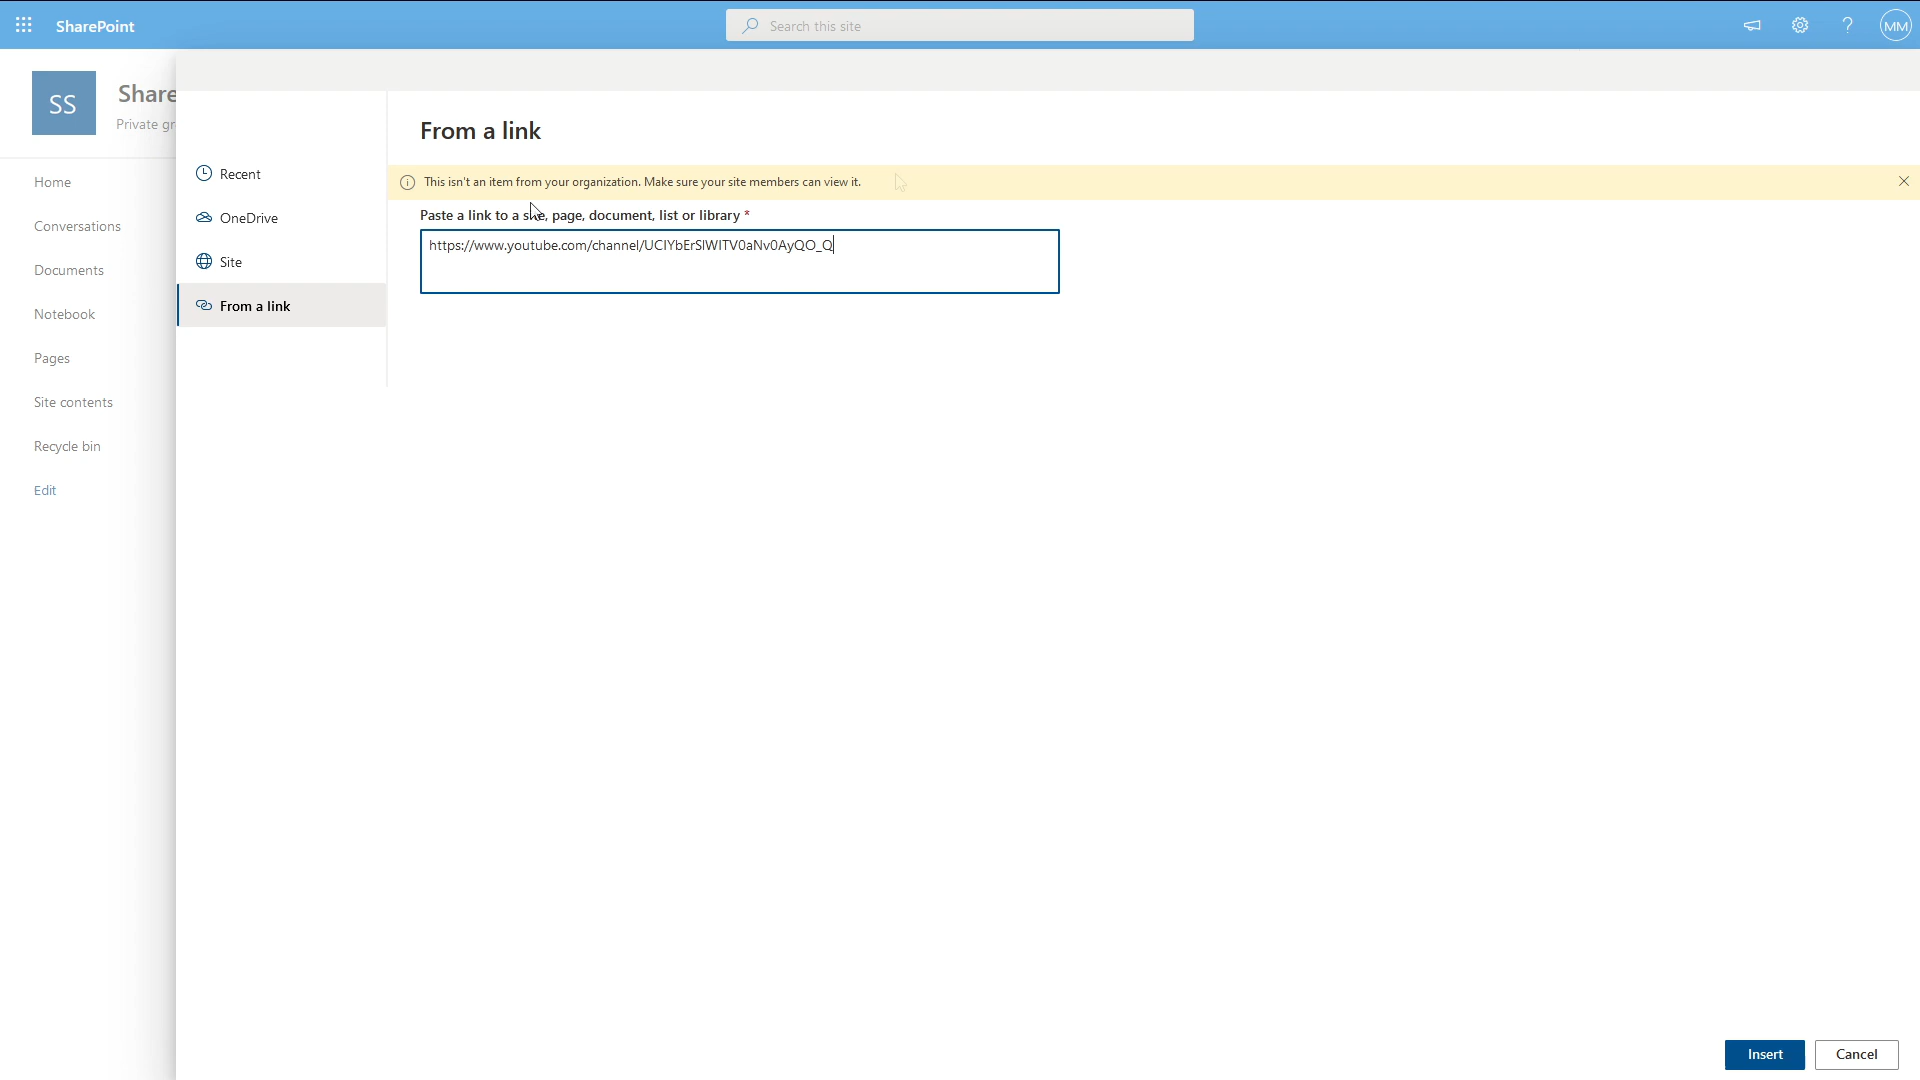 SharePoint
Search this site
MM
SS
Share
Private gr
Home
Conversations
Documents
Notebook
Pages
Site contents
Recycle bin
Edit
Recent
OneDrive
Site
From a link
From a link
This isn't an item from your organization. Make sure your site members can view it.
Paste a link to a site, page, document, list or library *
https://www.youtube.com/channel/UCIYbErSIWITV0aNv0AyQO_Q
Insert
Cancel